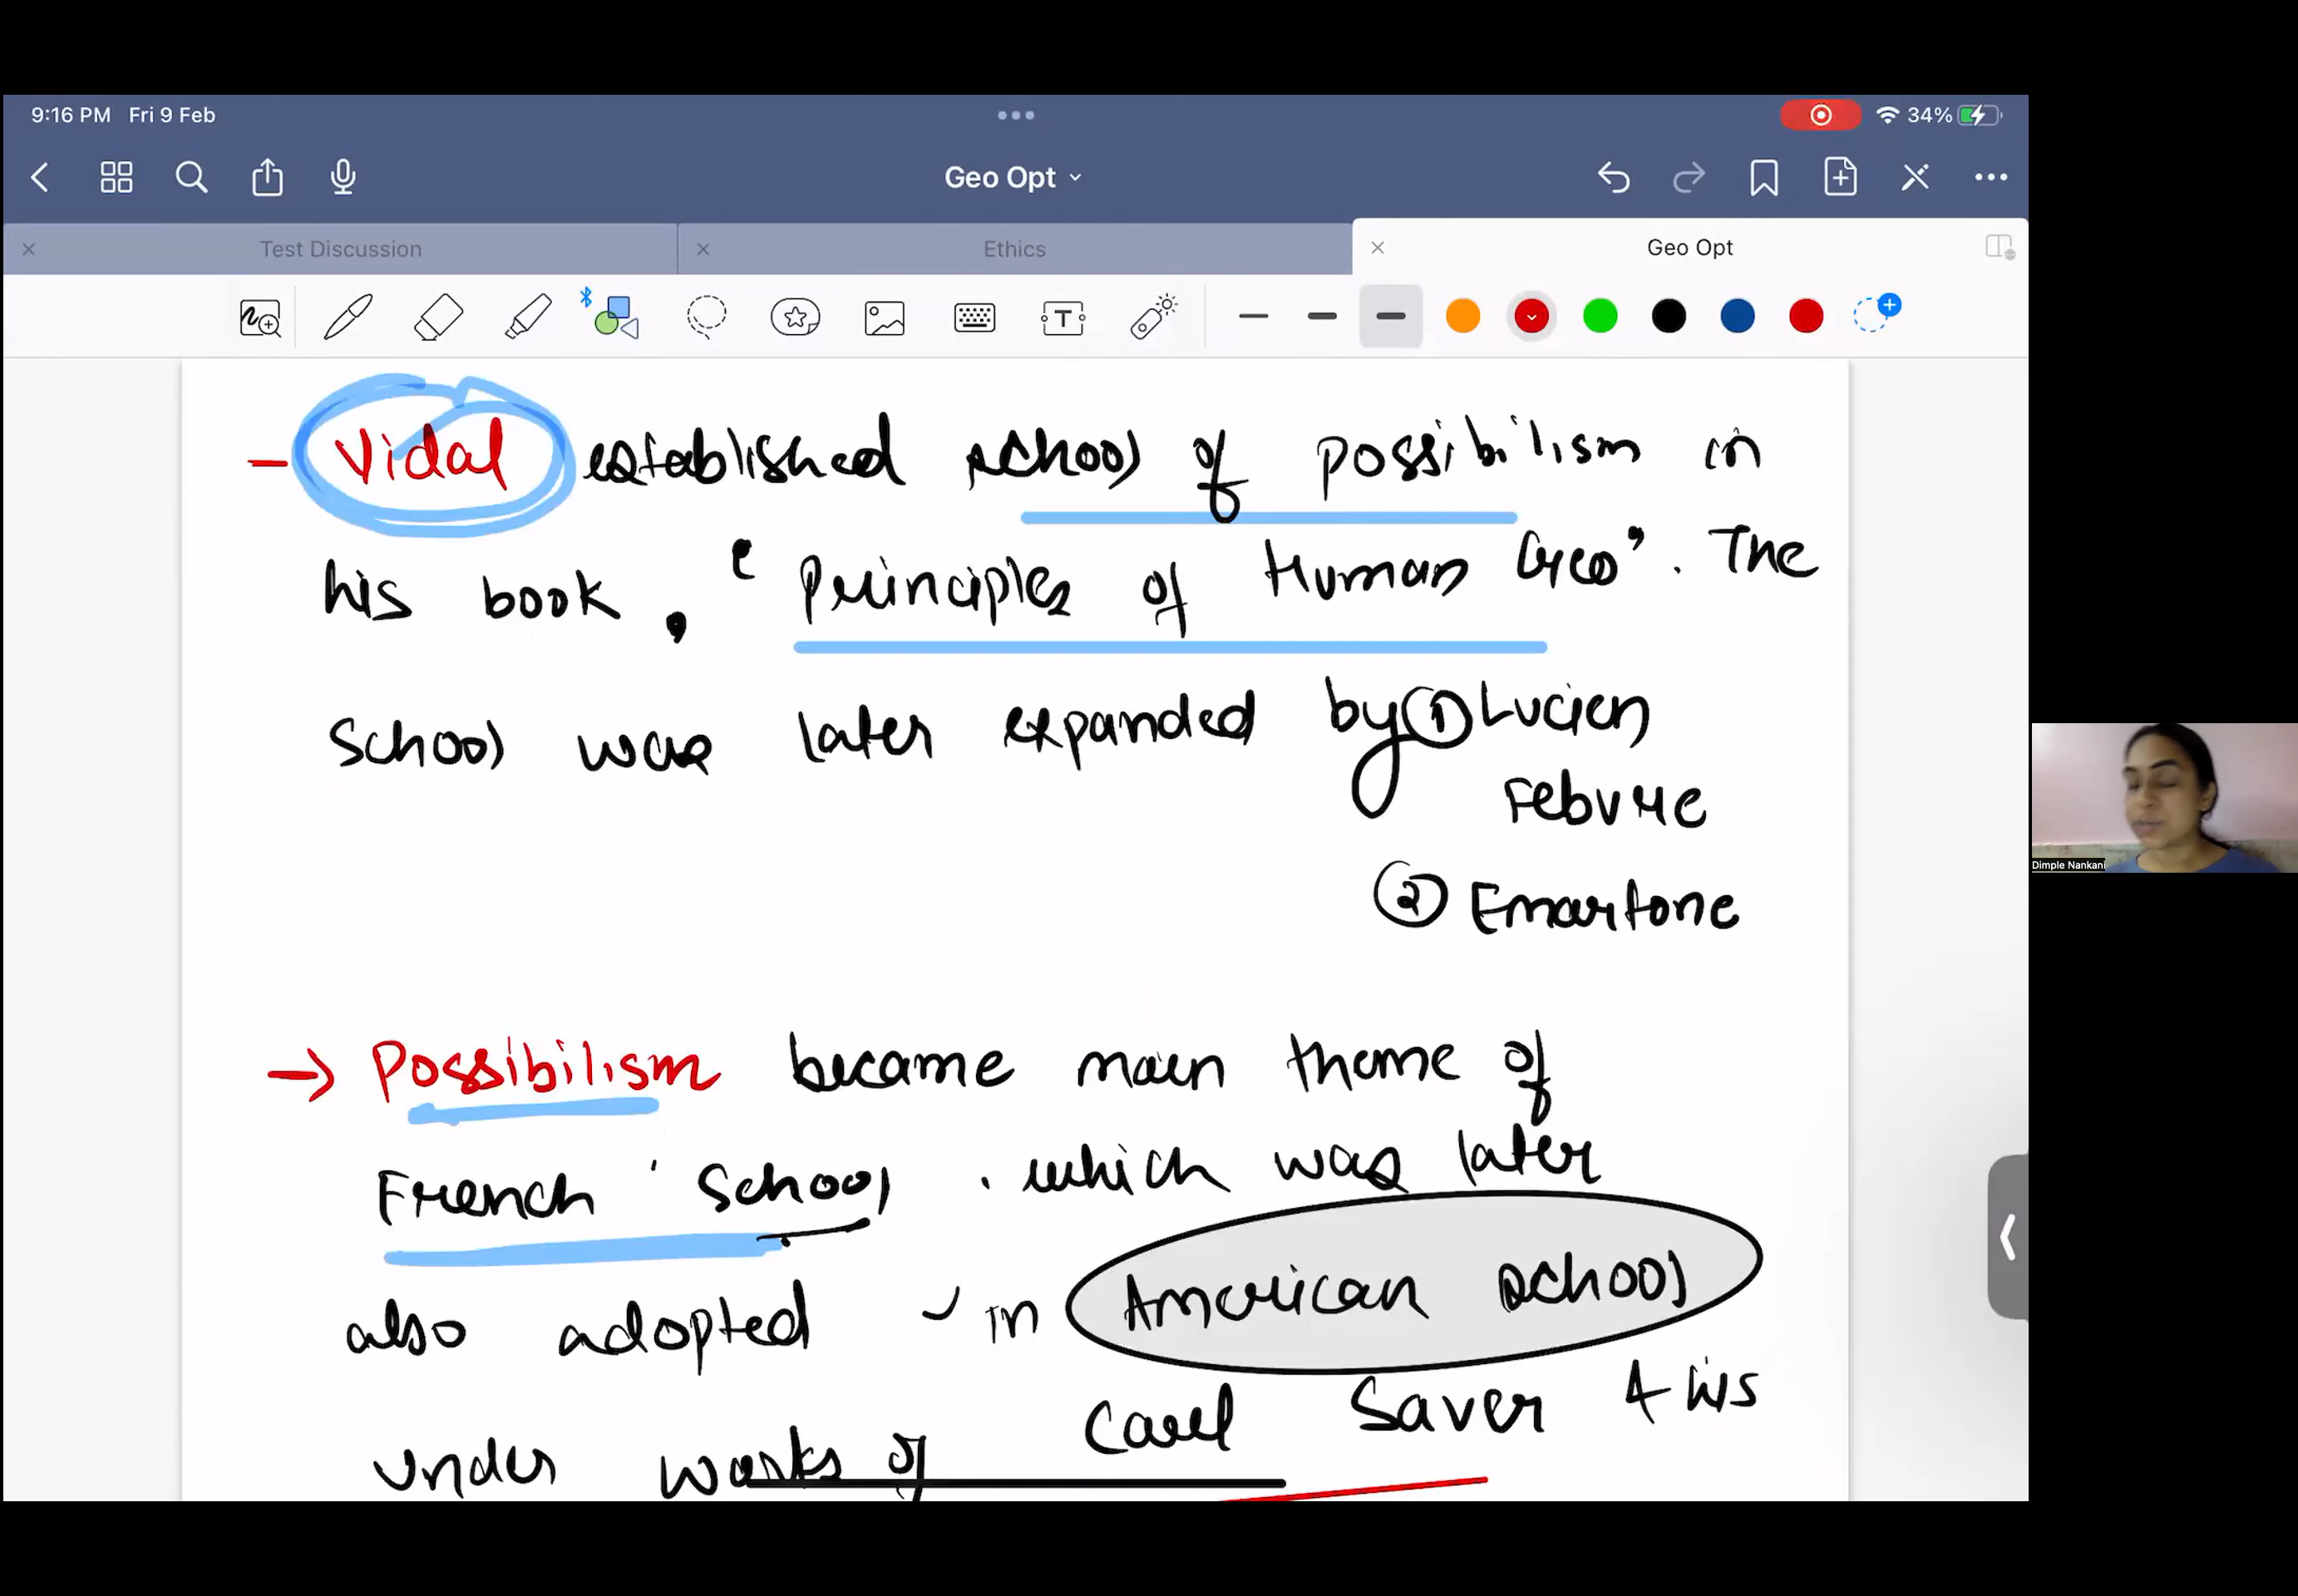 9:16 PM Fri 9 Feb
34%
Geo Opt
Test Discussion
Ethics
Geo Opt
T
- Vidal established school of possibilism in
his book, "Principles of Human Geo". The
School was later expanded by ① Lucien
Febvre
② Emartone
→ Possibilism became main theme of
French School. which was later
also adopted in American school
under works of Carl Saver & his
Dimple Nankani